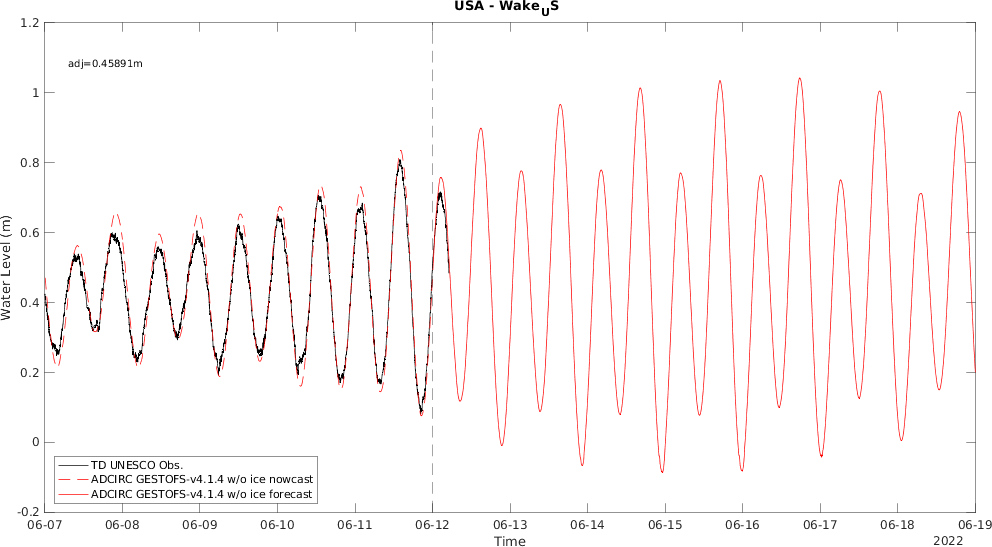 USA - Wake_US
adj=0.45891m
Water Level (m)
1.2
1
0.8
0.6
0.4
0.2
0
-0.2
TD UNESCO Obs.
ADCIRC GESTOFS-v4.1.4 w/o ice nowcast
ADCIRC GESTOFS-v4.1.4 w/o ice forecast
06-07 06-08 06-09 06-10 06-11 06-12 06-13 06-14 06-15 06-16 06-17 06-18 06-19
Time
2022